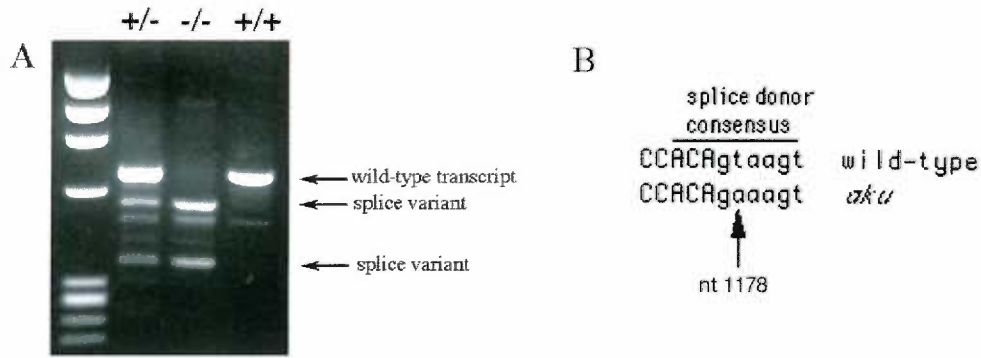 +/- -/- +/+
A
wild-type transcript
splice variant
splice variant
B
splice donor
consensus
CCACAgtaagt wild-type
CCACAgaaagt aku
nt 1178